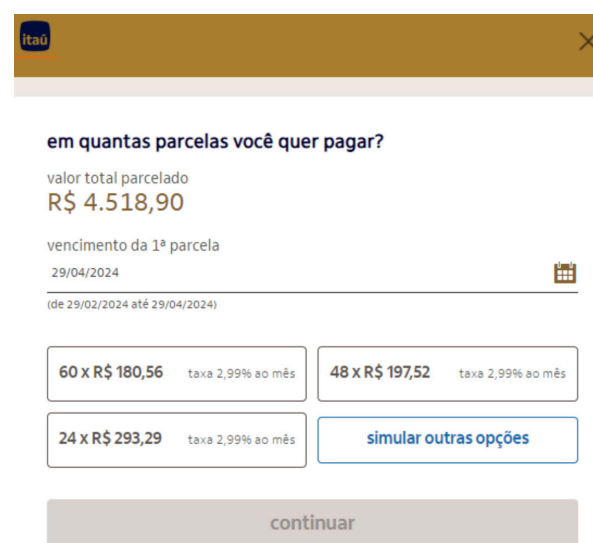 itaú
em quantas parcelas você quer pagar?
valor total parcelado
R$ 4.518,90
vencimento da 1ª parcela
29/04/2024
(de 29/02/2024 até 29/04/2024)
60 x R$ 180,56 taxa 2,99% ao mês
48 x R$ 197,52 taxa 2,99% ao mês
24 x R$ 293,29 taxa 2,99% ao mês
simular outras opções
continuar